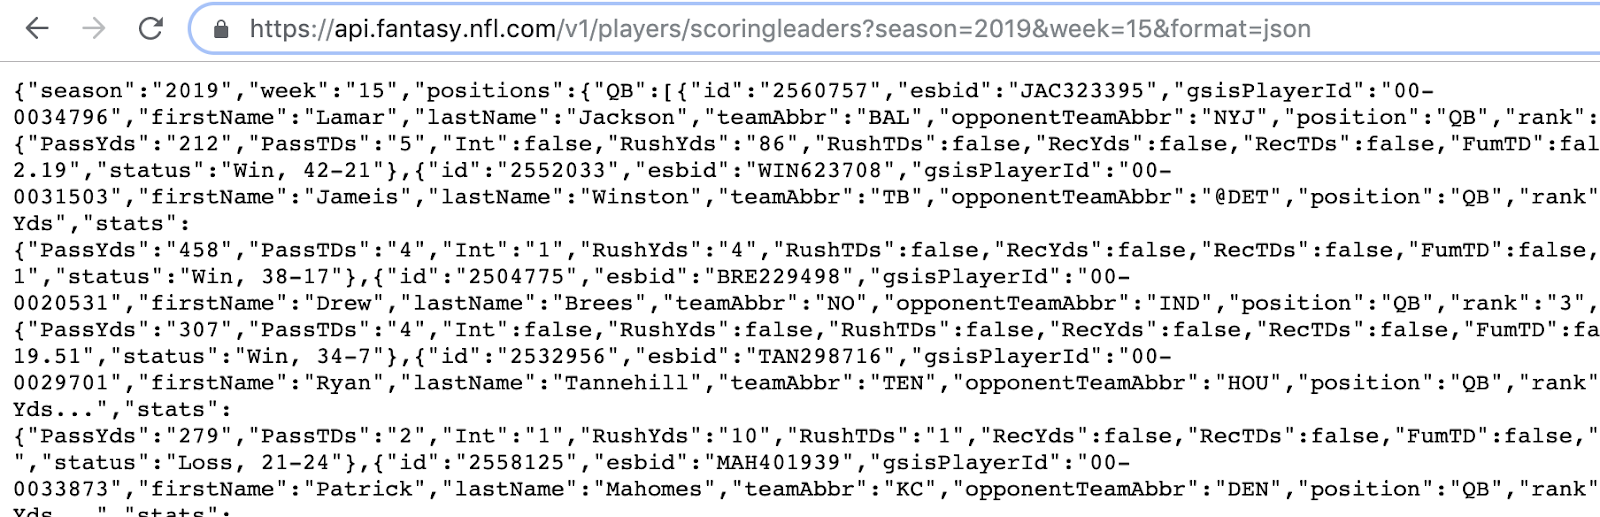 https://api.fantasy.nfl.com/v1/players/scoringleaders?season=2019&week=15&format=json
{"season":"2019","week":"15","positions":{"QB":[{"id":"2560757","esbid":"JAC323395","gsisPlayerId":"00-
0034796","firstName":"Lamar","lastName":"Jackson","teamAbbr":"BAL","opponentTeamAbbr":"NYJ","position":"QB","rank":
{"PassYds":"212","PassTDs":"5","Int":false,"RushYds":"86","RushTDs":false,"RecYds":false,"RecTDs":false,"FumTD":fal
2.19","status":"Win, 42-21"},{"id":"2552033","esbid":"WIN623708","gsisPlayerId":"00-
0031503","firstName":"Jameis","lastName":"Winston","teamAbbr":"TB","opponentTeamAbbr":"@DET","position":"QB","rank"
Yds","stats":
{"PassYds":"458","PassTDs":"4","Int":"1","RushYds":"4","RushTDs":false,"RecYds":false,"RecTDs":false,"FumTD":false,
1","status":"Win, 38-17"},{"id":"2504775","esbid":"BRE229498","gsisPlayerId":"00-
0020531","firstName":"Drew","lastName":"Brees","teamAbbr":"NO","opponentTeamAbbr":"IND","position":"QB","rank":"3",
{"PassYds":"307","PassTDs":"4","Int":false,"RushYds":false,"RushTDs":false,"RecYds":false,"RecTDs":false,"FumTD":fa
19.51","status":"Win, 34-7"},{"id":"2532956","esbid":"TAN298716","gsisPlayerId":"00-
0029701","firstName":"Ryan","lastName":"Tannehill","teamAbbr":"TEN","opponentTeamAbbr":"HOU","position":"QB","rank"
Yds...","stats":
{"PassYds":"279","PassTDs":"2","Int":"1","RushYds":"10","RushTDs":"1","RecYds":false,"RecTDs":false,"FumTD":false,"
","status":"Loss, 21-24"},{"id":"2558125","esbid":"MAH401939","gsisPlayerId":"00-
0033873","firstName":"Patrick","lastName":"Mahomes","teamAbbr":"KC","opponentTeamAbbr":"DEN","position":"QB","rank"
Yds...","stats":